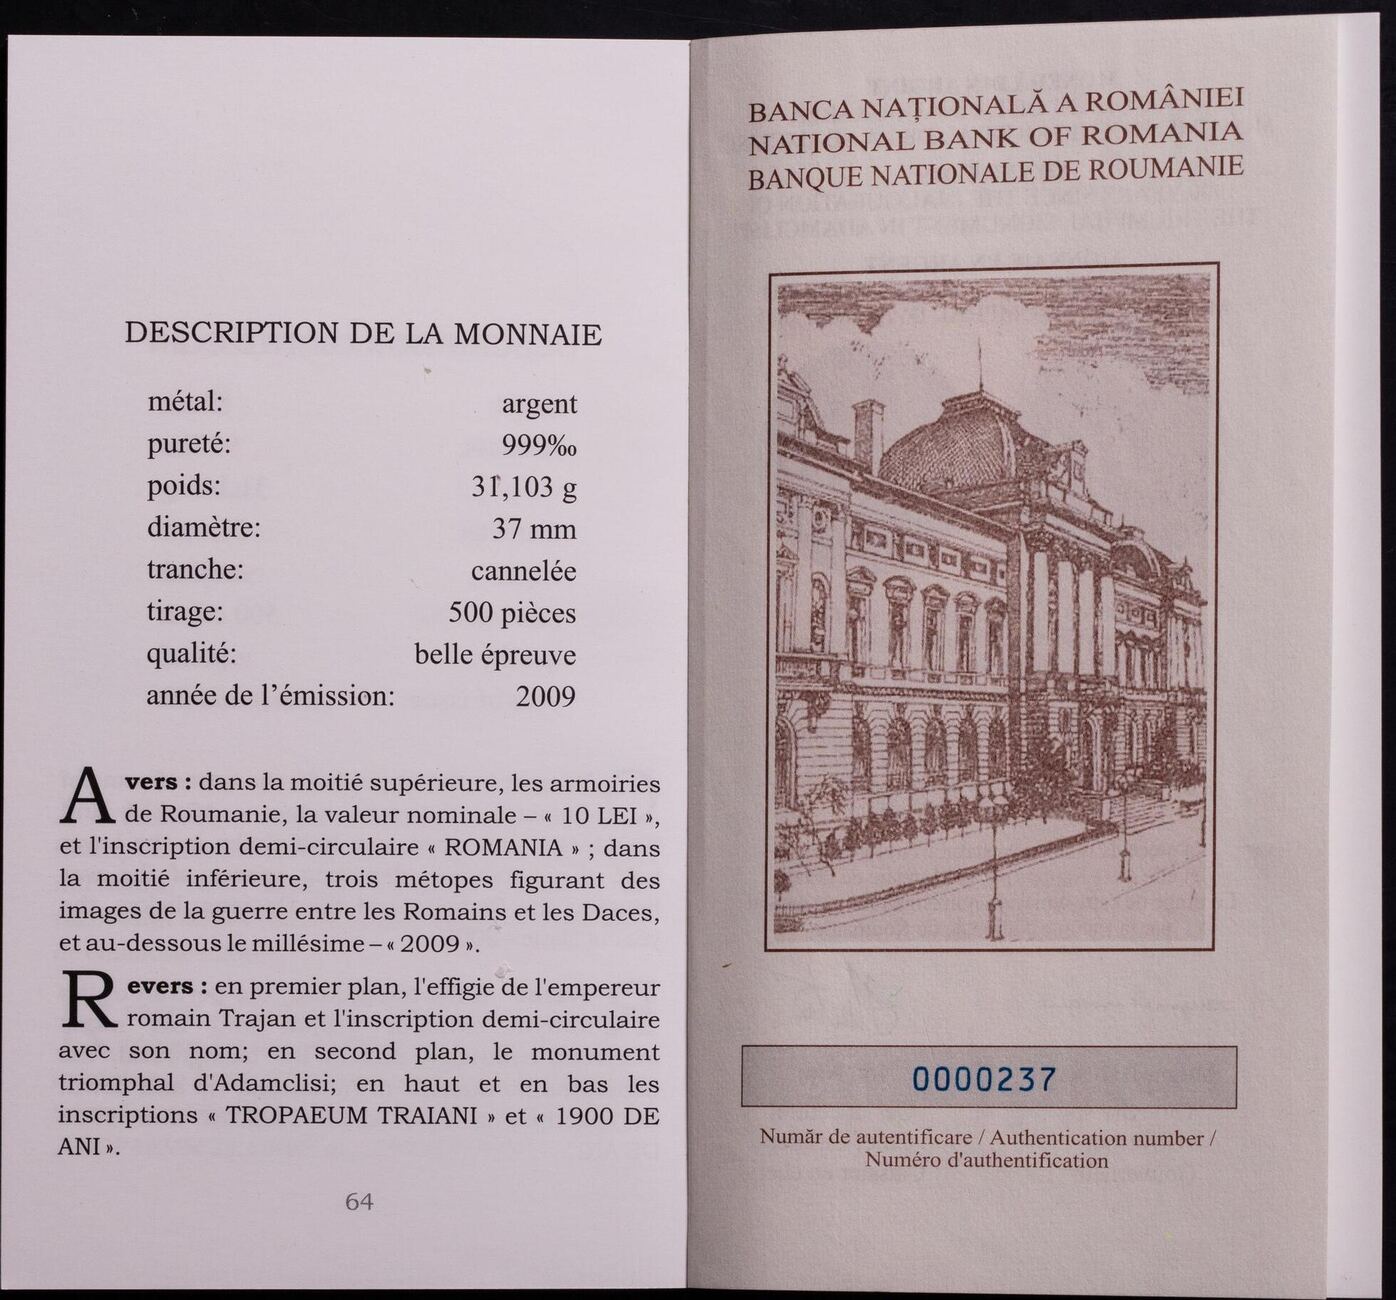 DESCRIPTION DE LA MONNAIE
métal: argent
pureté: 999‰
poids: 31,103 g
diamètre: 37 mm
tranche: cannelée
tirage: 500 pièces
qualité: belle épreuve
année de l’émission: 2009
Avers : dans la moitié supérieure, les armoiries
de Roumanie, la valeur nominale – « 10 LEI »,
et l'inscription demi-circulaire « ROMANIA » ; dans
la moitié inférieure, trois métopes figurant des
images de la guerre entre les Romains et les Daces,
et au-dessous le millésime – « 2009 ».
Revers : en premier plan, l'effigie de l'empereur
romain Trajan et l'inscription demi-circulaire
avec son nom; en second plan, le monument
triomphal d'Adamclisi; en haut et en bas les
inscriptions « TROPAEUM TRAIANI » et « 1900 DE
ANI ».
64
BANCA NAȚIONALĂ A ROMÂNIEI
NATIONAL BANK OF ROMANIA
BANQUE NATIONALE DE ROUMANIE
0000237
Număr de autentificare / Authentication number /
Numéro d'authentification